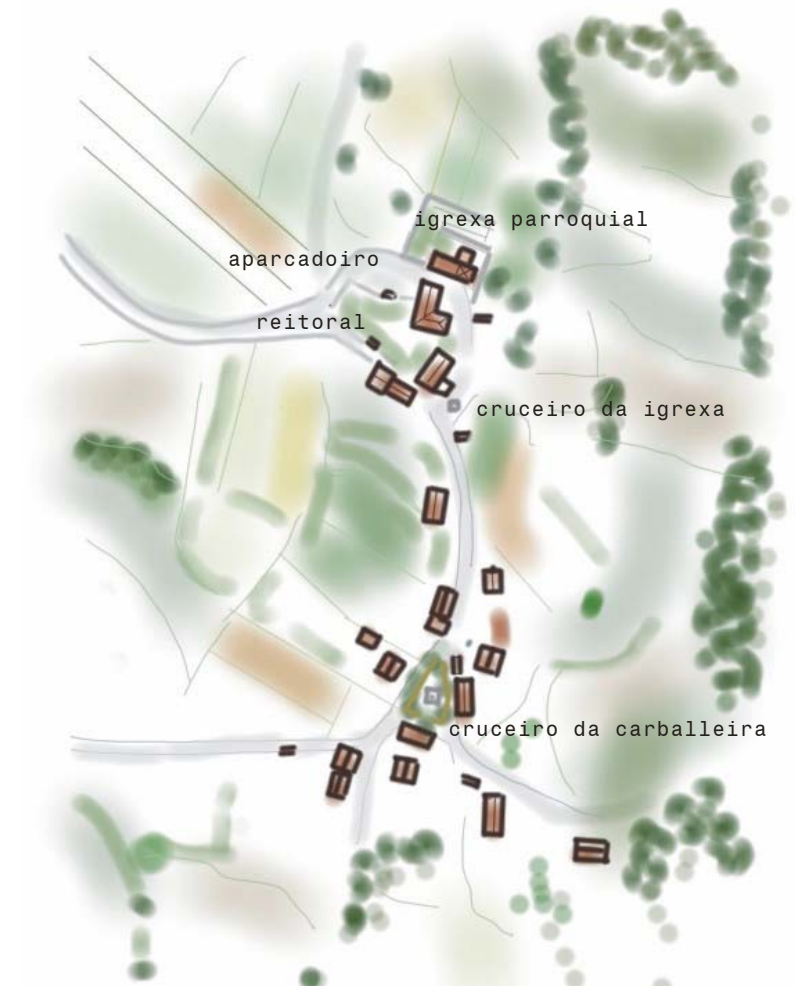 igrexa parroquial
aparcadoiro
reitoral
cruceiro da igrexa
cruceiro da carballeira